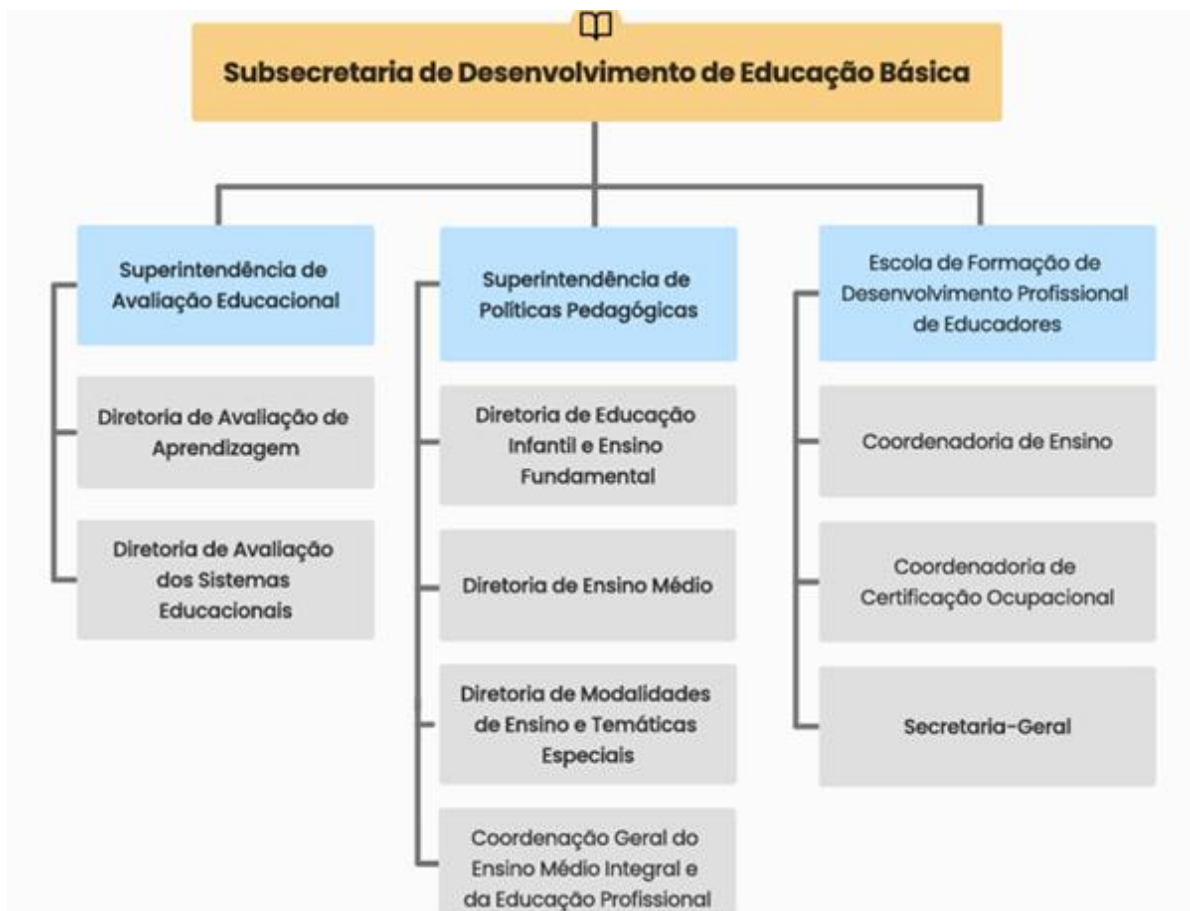 Subsecretaria de Desenvolvimento de Educação Básica
Superintendência de
Avaliação Educacional
Diretoria de Avaliação de
Aprendizagem
Diretoria de Avaliação
dos Sistemas
Educacionais
Superintendência de
Políticas Pedagógicas
Diretoria de Educação
Infantil e Ensino
Fundamental
Diretoria de Ensino Médio
Diretoria de Modalidades
de Ensino e Temáticas
Especiais
Coordenação Geral do
Ensino Médio Integral e
da Educação Profissional
Escola de Formação de
Desenvolvimento Profissional
de Educadores
Coordenadoria de Ensino
Coordenadoria de
Certificação Ocupacional
Secretaria-Geral